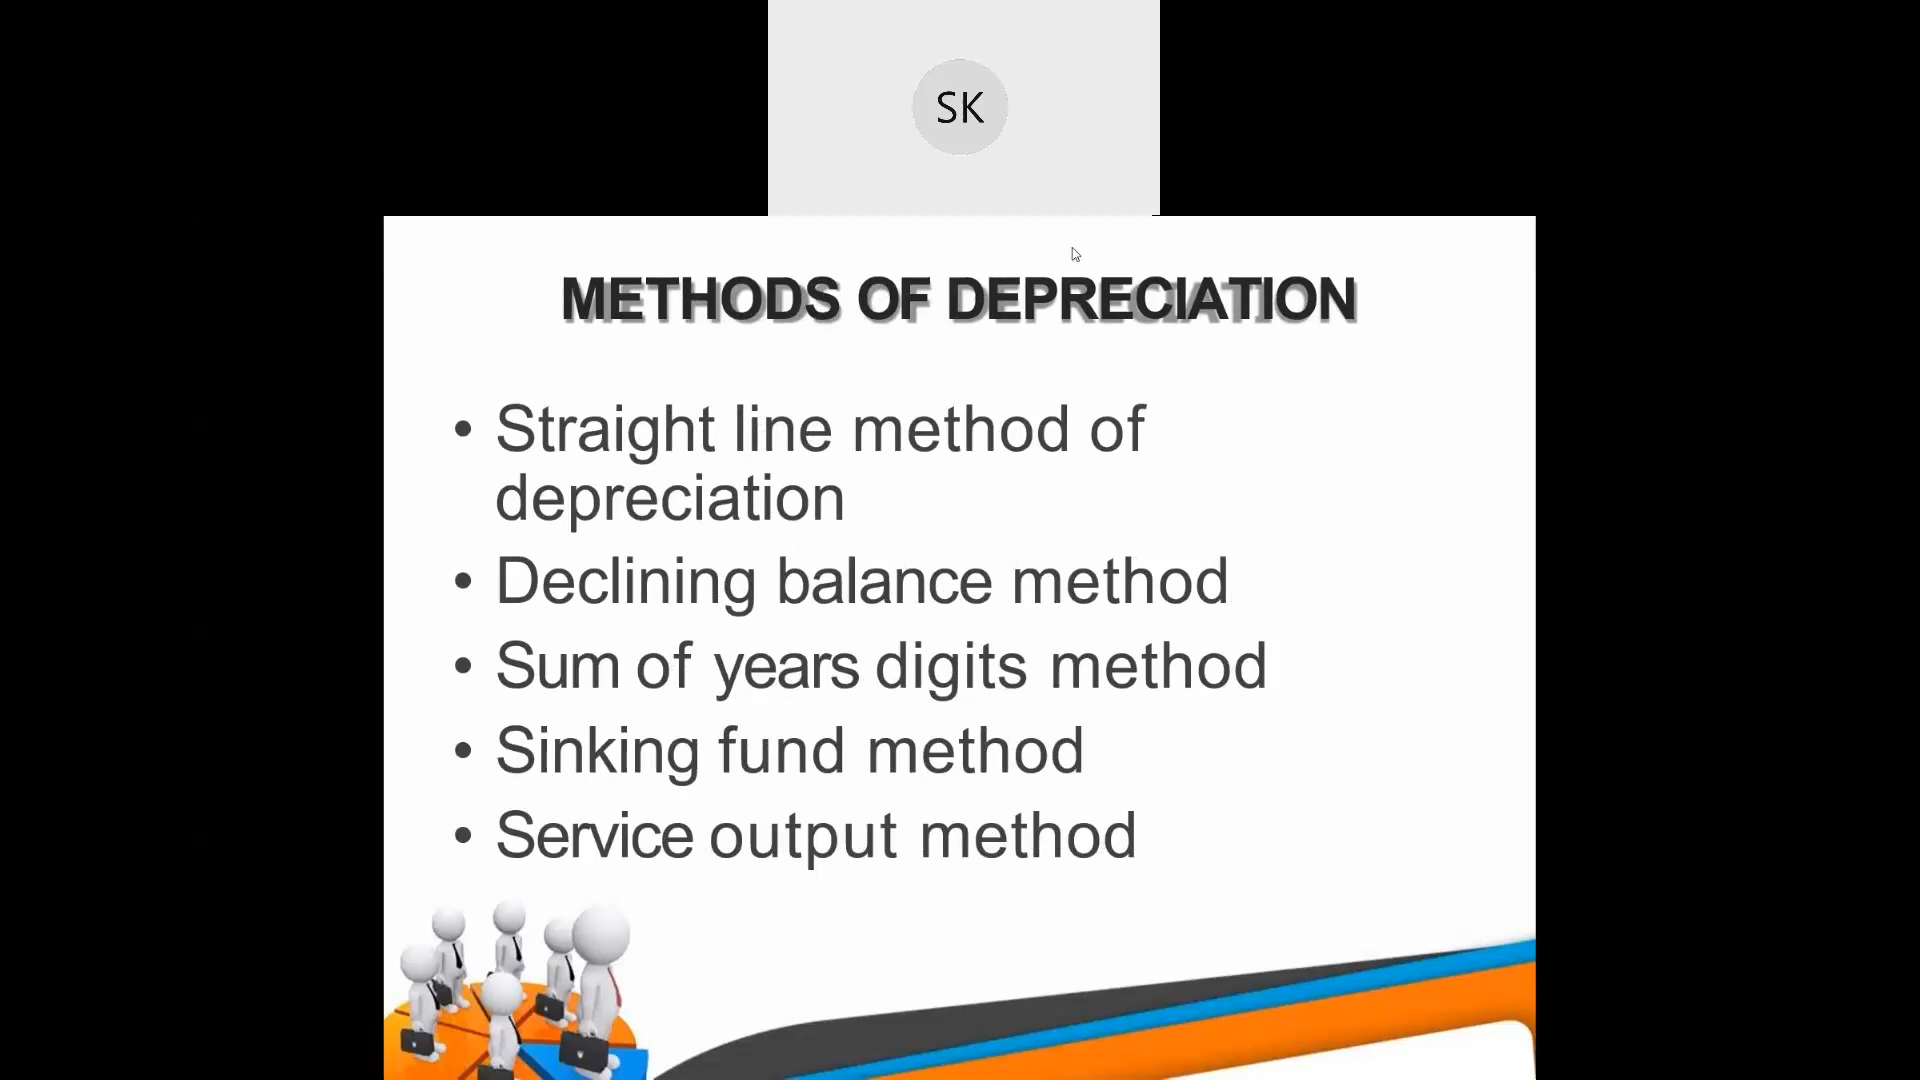 SK
METHODS OF DEPRECIATION
• Straight line method of
depreciation
• Declining balance method
• Sum of years digits method
• Sinking fund method
• Service output method